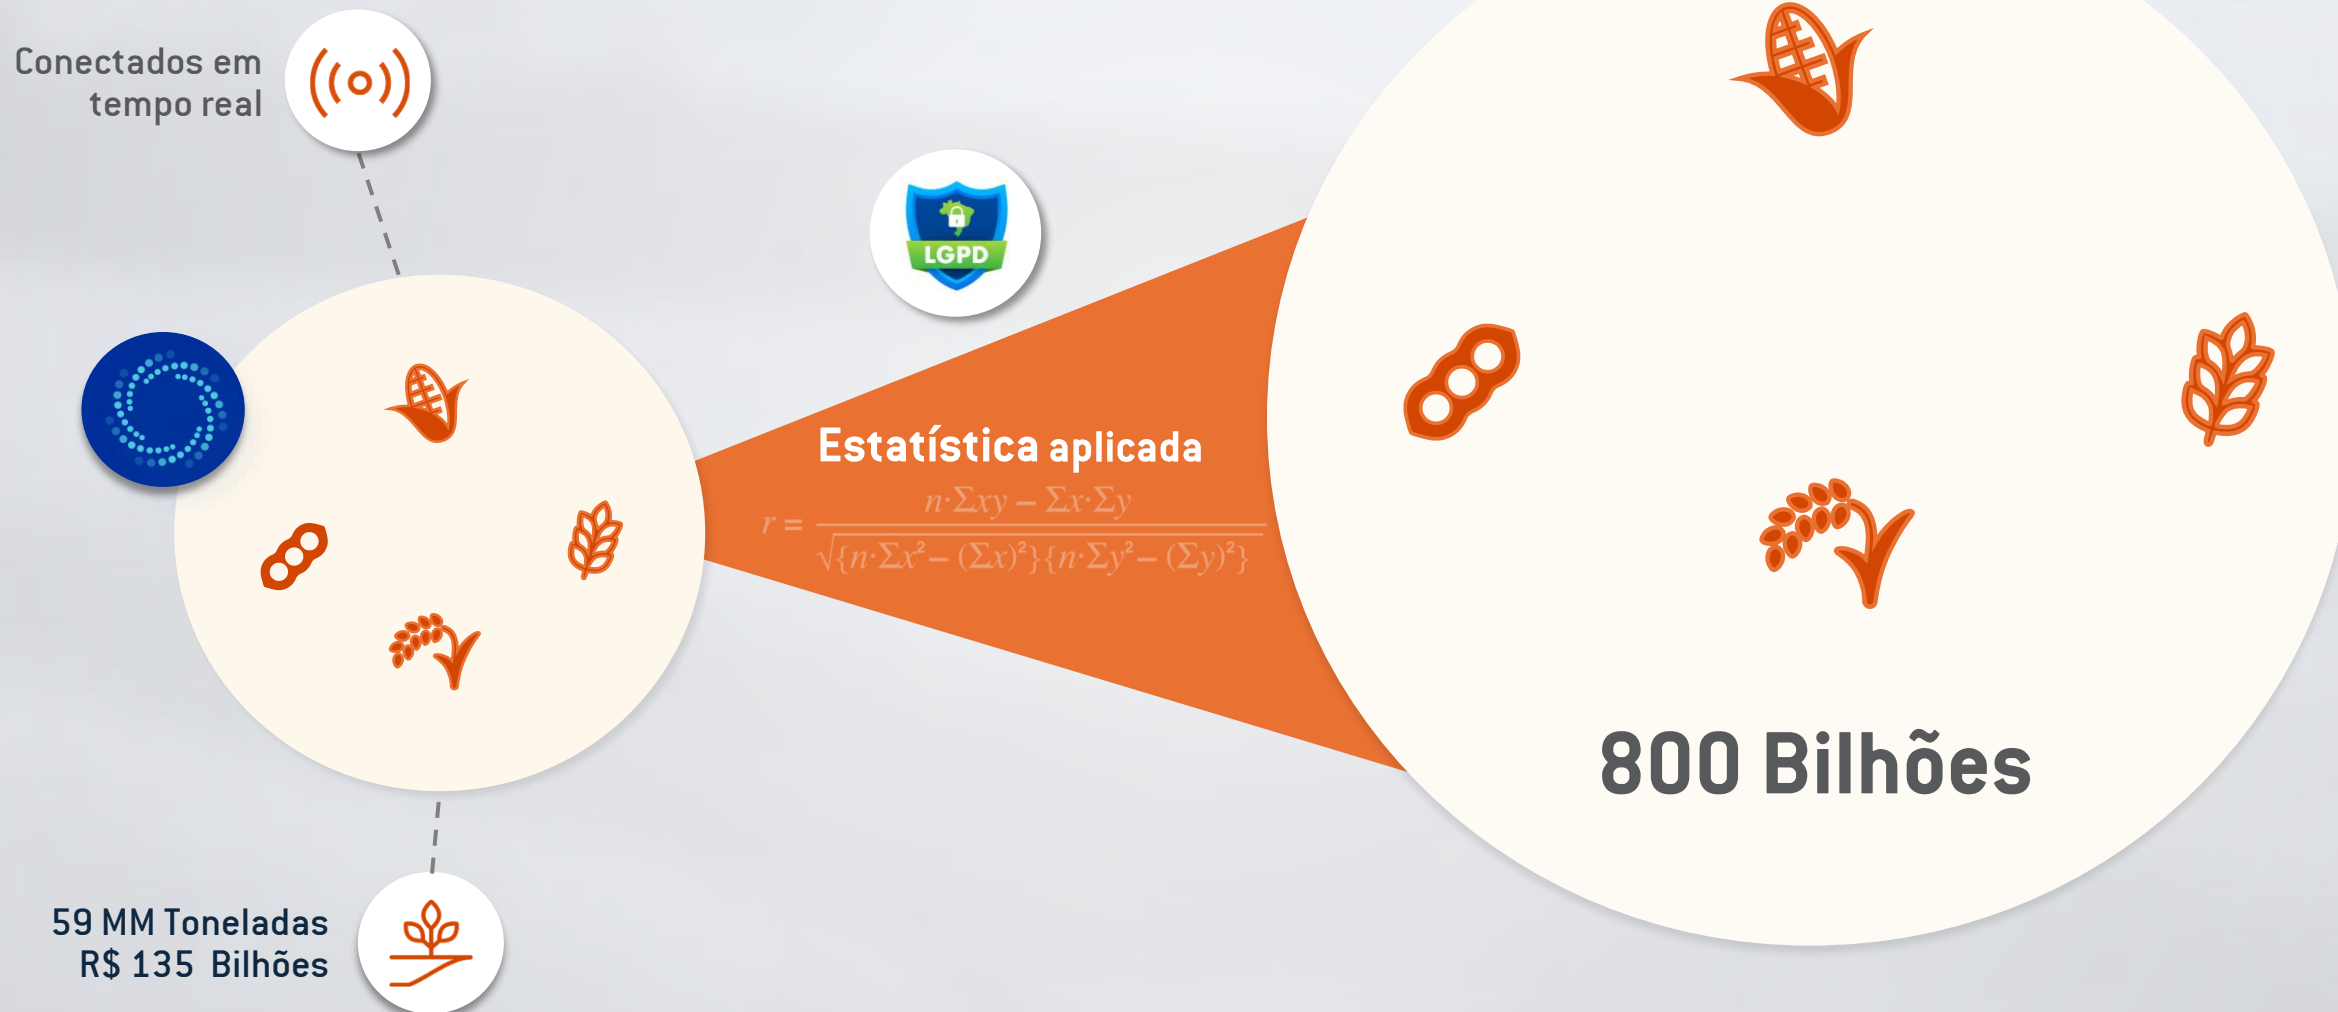 Conectados em
tempo real
LGPD
Estatística aplicada
r = n·Σxy – Σx·Σy / √{n·Σx²– (Σx)²}{n·Σy²– (Σy)²}
800 Bilhões
59 MM Toneladas
R$ 135 Bilhões